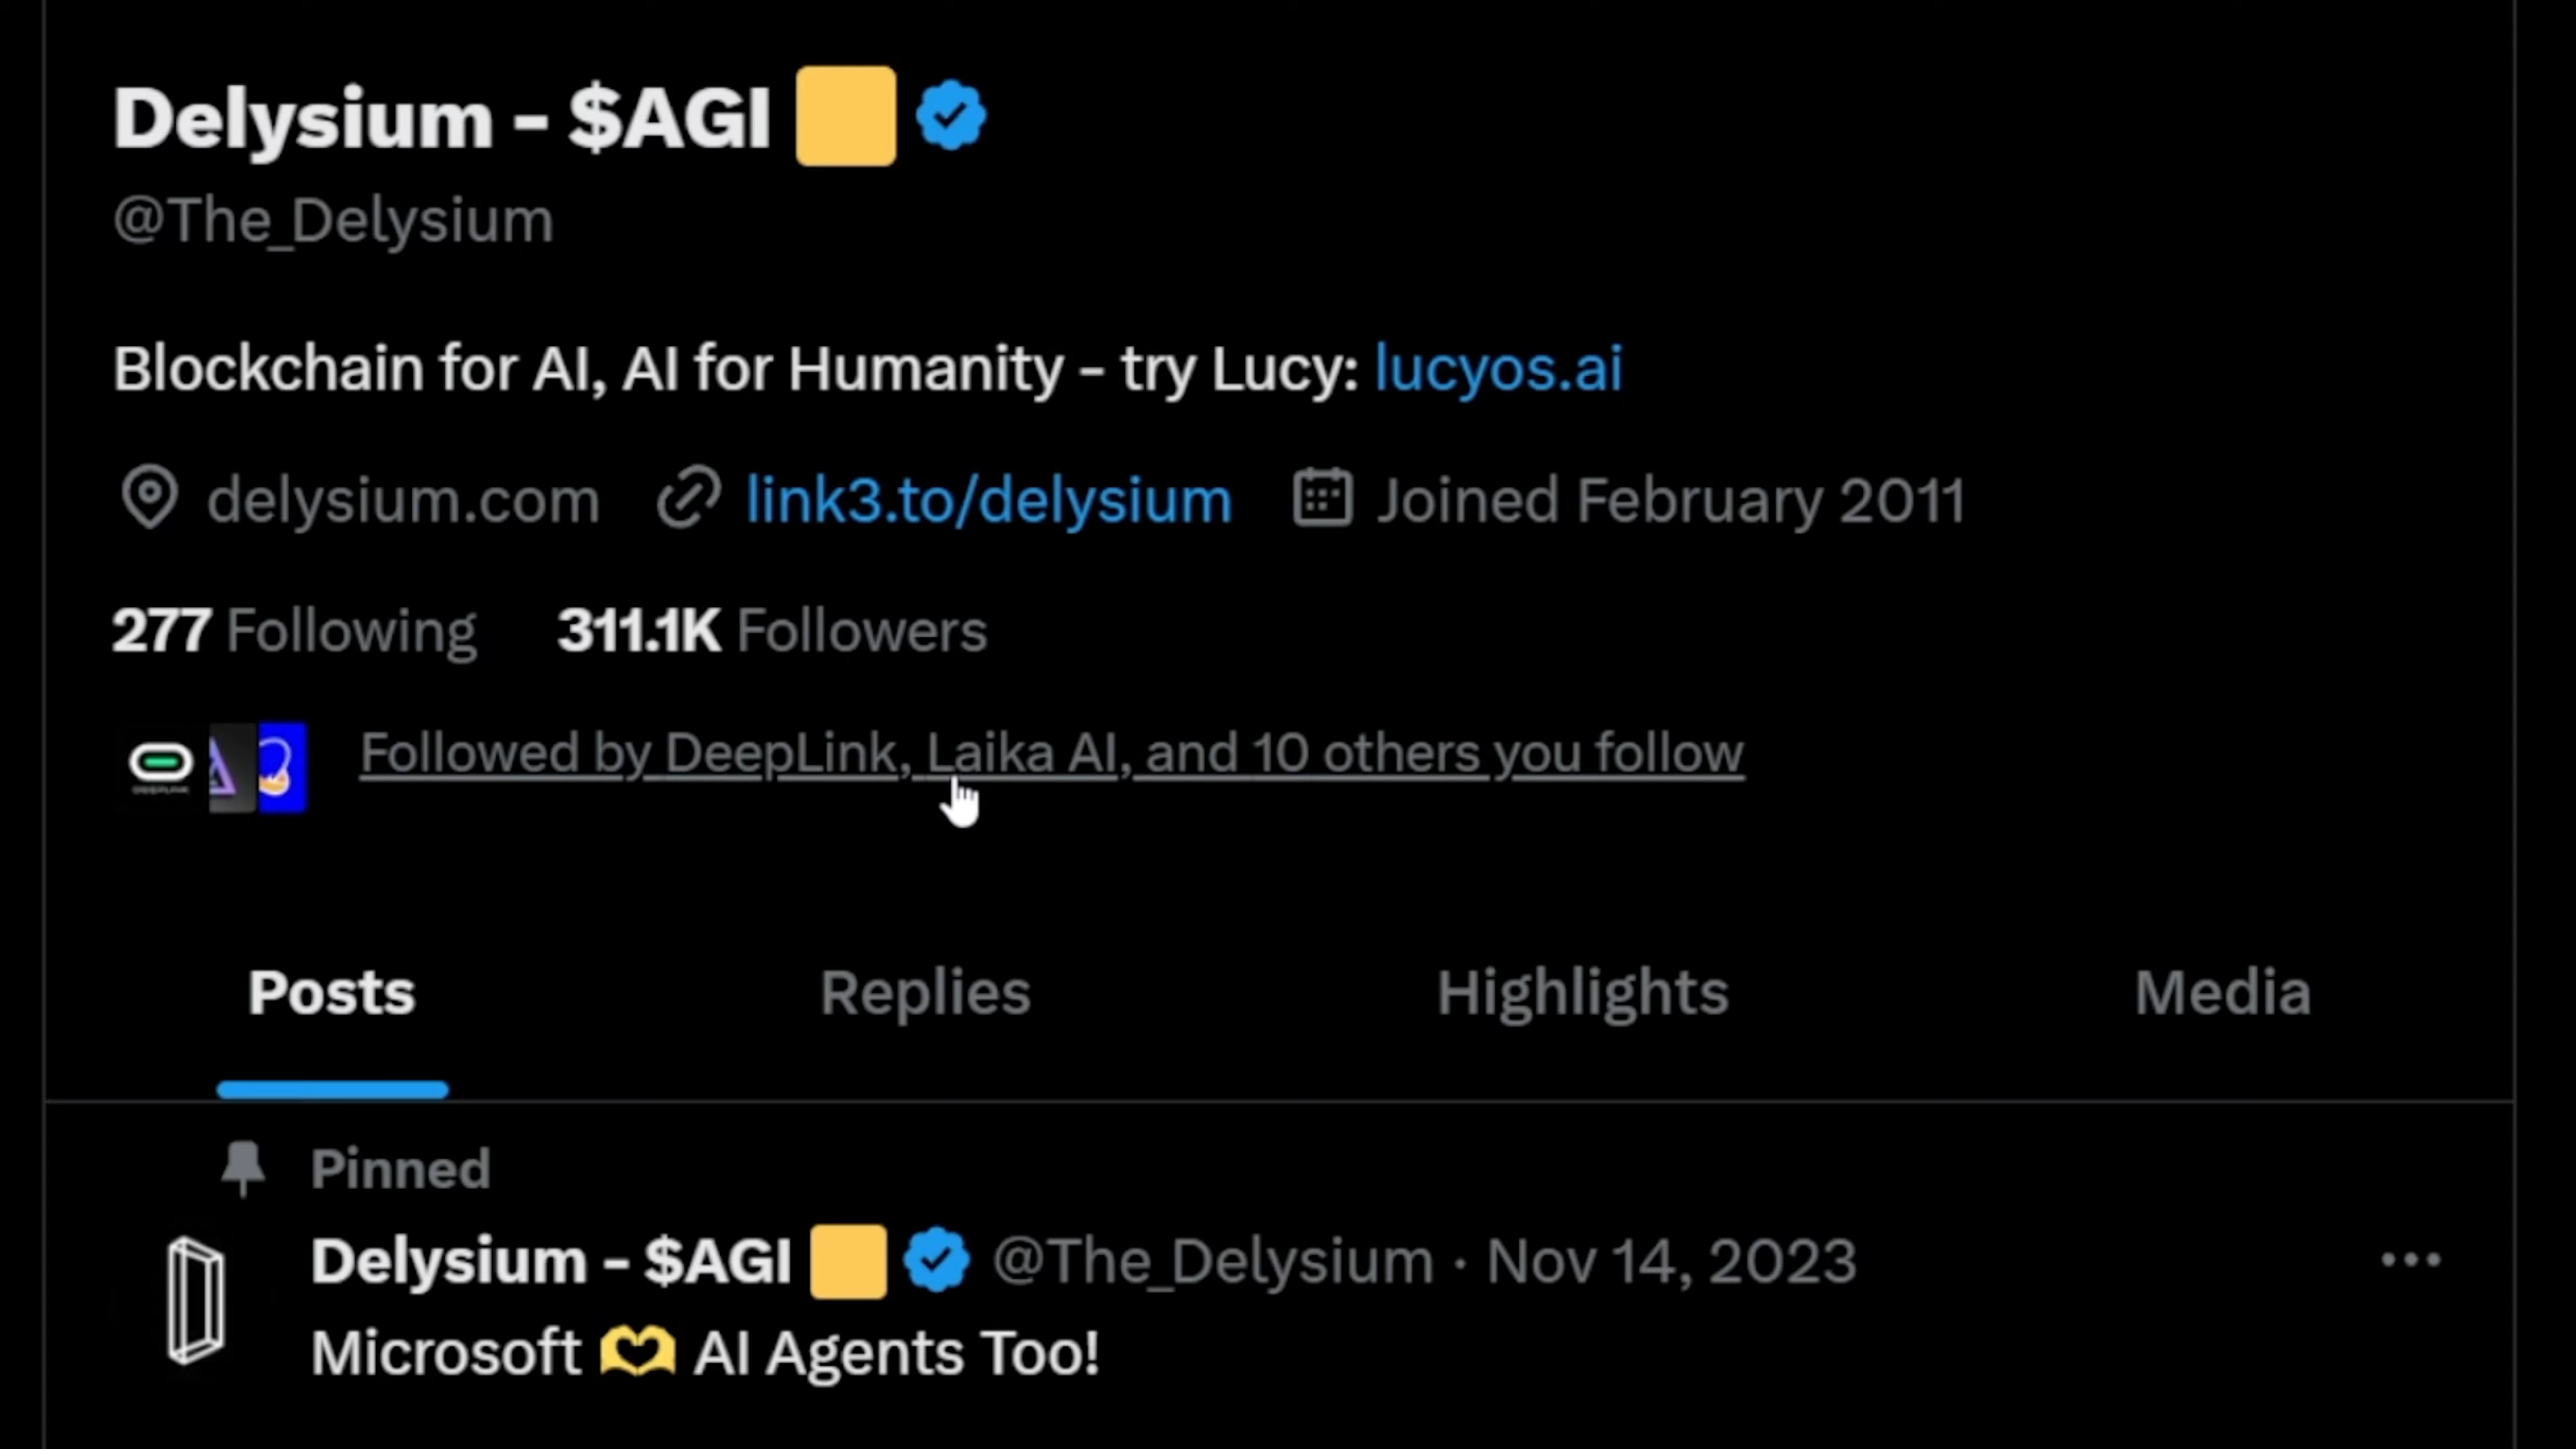 Delysium - $AGI
@The_Delysium
Blockchain for AI, AI for Humanity - try Lucy: lucyos.ai
delysium.com link3.to/delysium Joined February 2011
277 Following 311.1K Followers
Followed by DeepLink, Laika AI, and 10 others you follow
Posts Replies Highlights Media
Pinned
Delysium - $AGI @The_Delysium · Nov 14, 2023
Microsoft 🫶 AI Agents Too!